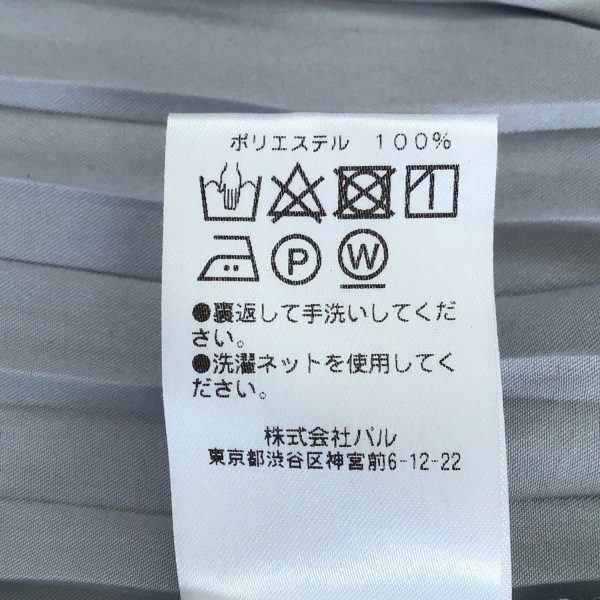 ポリエステル 100%
P W
●裏返して手洗いしてくだ
さい。
●洗濯ネットを使用してく
ださい。
株式会社パル
東京都渋谷区神宮前6-12-22